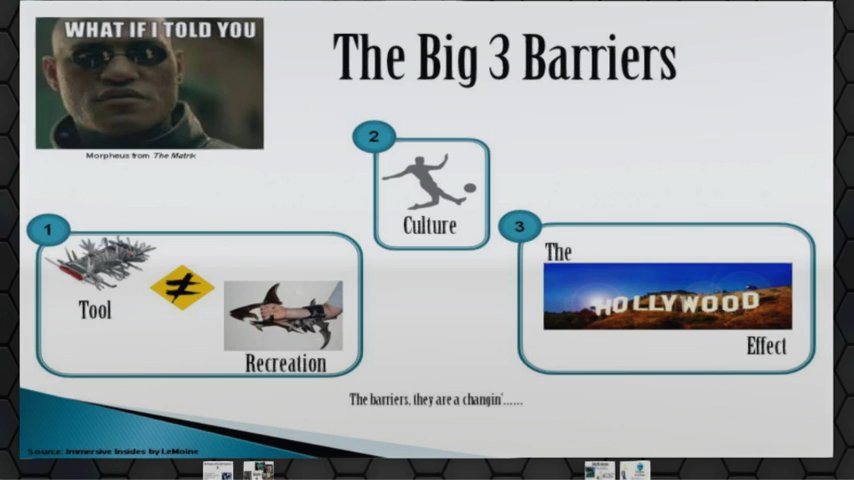 WHAT IF I TOLD YOU
The Big 3 Barriers
Morpheus from The Matrix
2
Culture
1
Tool
Recreation
3
The
HOLLYWOOD
Effect
The barriers, they are a changin'......
Source: Immersive Insides by LeMoine